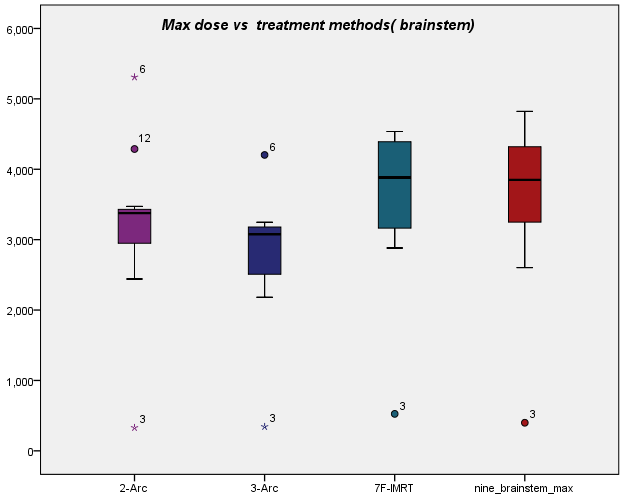 Max dose vs treatment methods( brainstem)
6,000
5,000
4,000
3,000
2,000
1,000
0
6
12
3
6
3
3
3
2-Arc
3-Arc
7F-IMRT
nine_brainstem_max